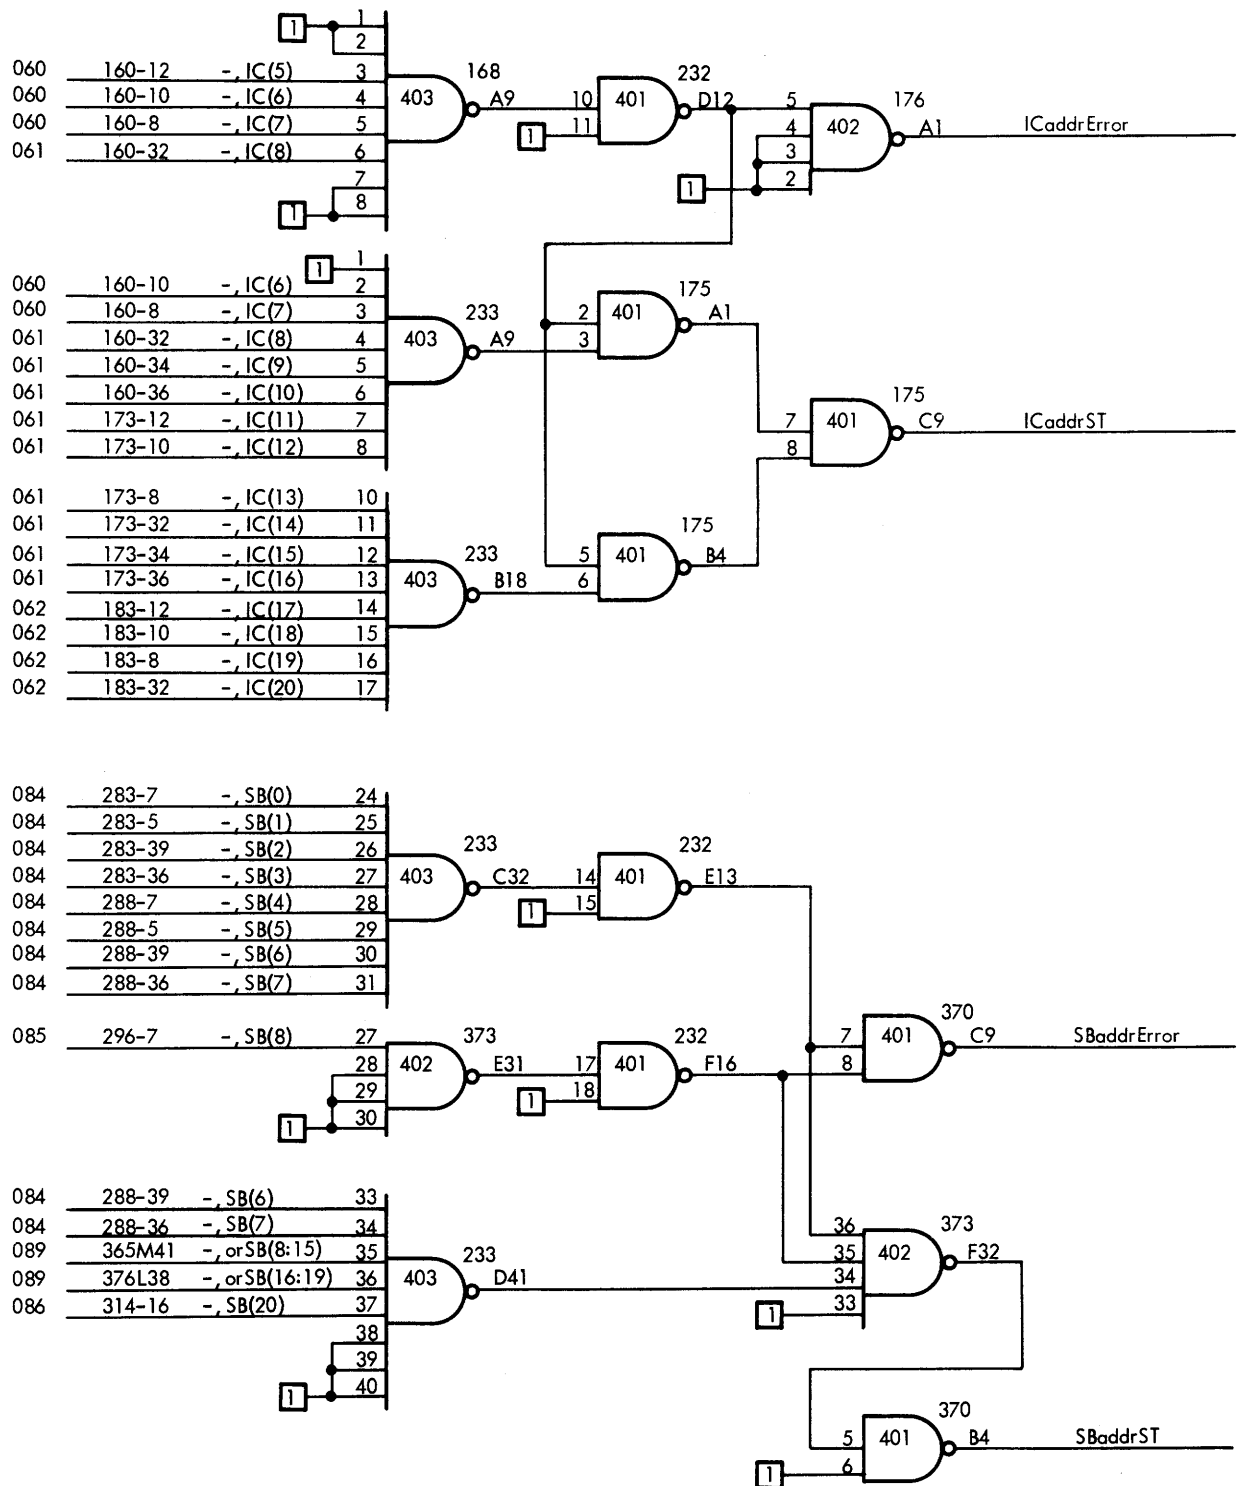 1 1
2
060 160-12 -, IC(5) 3 403 168 A9 10 401 232 D12 5 402 176 A1 ICaddrError
060 160-10 -, IC(6) 4
060 160-8 -, IC(7) 5 1 11 4
061 160-32 -, IC(8) 6 3
7 1 2
1 8
1 1
060 160-10 -, IC(6) 2
060 160-8 -, IC(7) 3 233 2 401 175 A1
061 160-32 -, IC(8) 4 403 A9 3
061 160-34 -, IC(9) 5
061 160-36 -, IC(10) 6 175
061 173-12 -, IC(11) 7 7 401 C9 ICaddrST
061 173-10 -, IC(12) 8 8
061 173-8 -, IC(13) 10
061 173-32 -, IC(14) 11 175
061 173-34 -, IC(15) 12 233 5 401 B4
061 173-36 -, IC(16) 13 403 B18 6
062 183-12 -, IC(17) 14
062 183-10 -, IC(18) 15
062 183-8 -, IC(19) 16
062 183-32 -, IC(20) 17
084 283-7 -, SB(0) 24
084 283-5 -, SB(1) 25
084 283-39 -, SB(2) 26 233 232
084 283-36 -, SB(3) 27 403 C32 14 401 E13
084 288-7 -, SB(4) 28 1 15
084 288-5 -, SB(5) 29
084 288-39 -, SB(6) 30
084 288-36 -, SB(7) 31
085 296-7 -, SB(8) 27 373 232 7 401 370 C9 SBaddrError
28 402 E31 17 401 F16 8
29 1 18
1 30
084 288-39 -, SB(6) 33
084 288-36 -, SB(7) 34 36 373
089 365M41 -, orSB(8:15) 35 233 35 402 F32
089 376L38 -, orSB(16:19) 36 403 D41 34
086 314-16 -, SB(20) 37 1 33
38
39
1 40
370
5 401 B4 SBaddrST
1 6